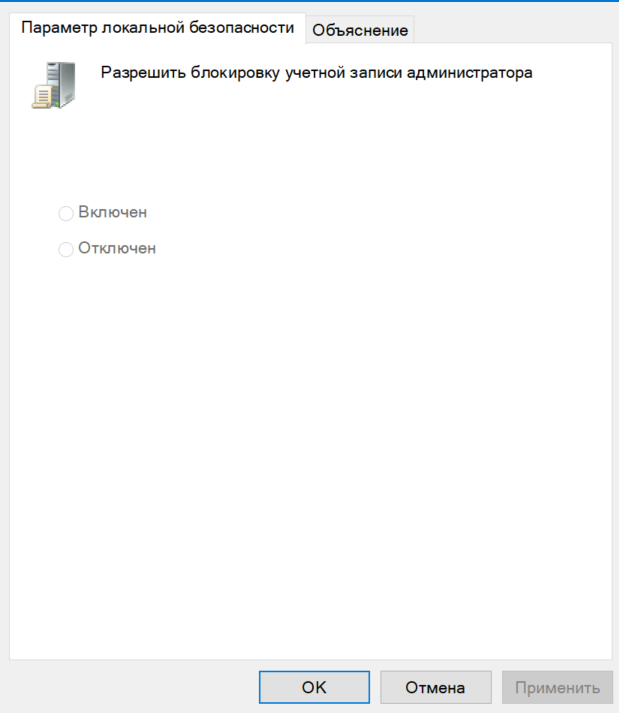 Параметр локальной безопасности
Объяснение
Разрешить блокировку учетной записи администратора
Включен
Отключен
OK
Отмена
Применить